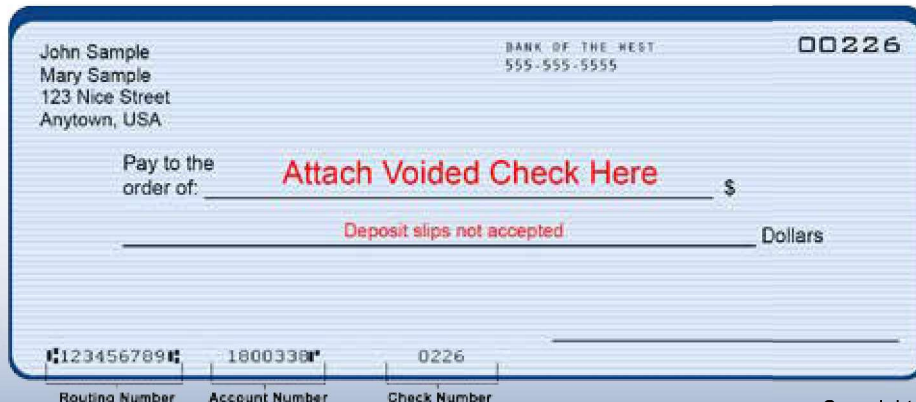 John Sample
Mary Sample
123 Nice Street
Anytown, USA
BANK OF THE WEST
555-555-5555
00226
Pay to the
order of:
Attach Voided Check Here
$
Deposit slips not accepted
Dollars
⑆123456789⑆ 1800338⑈ 0226
Routing Number Account Number Check Number